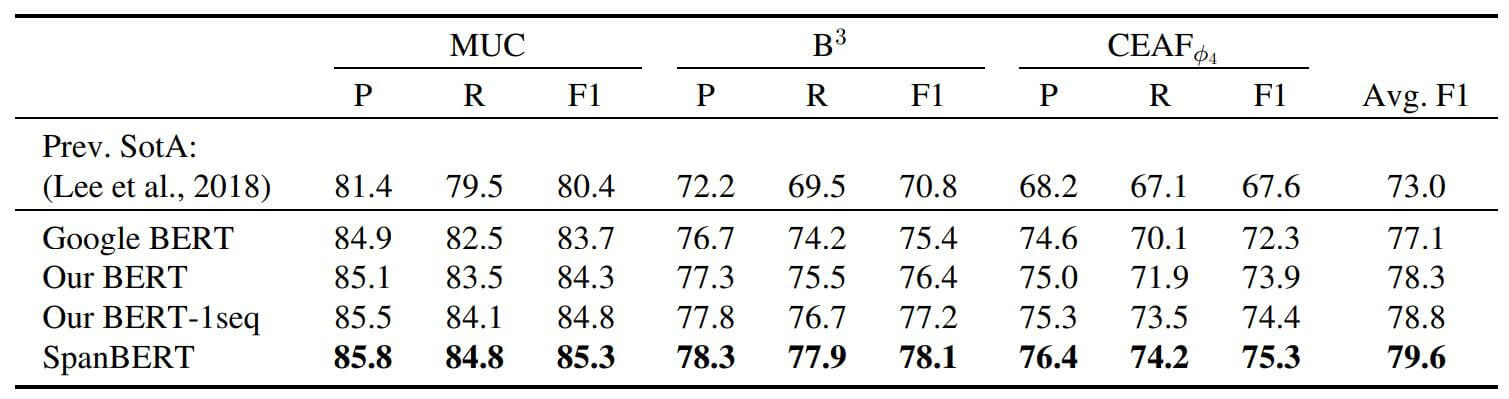 MUC B³ CEAFϕ₄
P R F1 P R F1 P R F1 Avg. F1
Prev. SotA:
(Lee et al., 2018) 81.4 79.5 80.4 72.2 69.5 70.8 68.2 67.1 67.6 73.0
Google BERT 84.9 82.5 83.7 76.7 74.2 75.4 74.6 70.1 72.3 77.1
Our BERT 85.1 83.5 84.3 77.3 75.5 76.4 75.0 71.9 73.9 78.3
Our BERT-1seq 85.5 84.1 84.8 77.8 76.7 77.2 75.3 73.5 74.4 78.8
SpanBERT 85.8 84.8 85.3 78.3 77.9 78.1 76.4 74.2 75.3 79.6